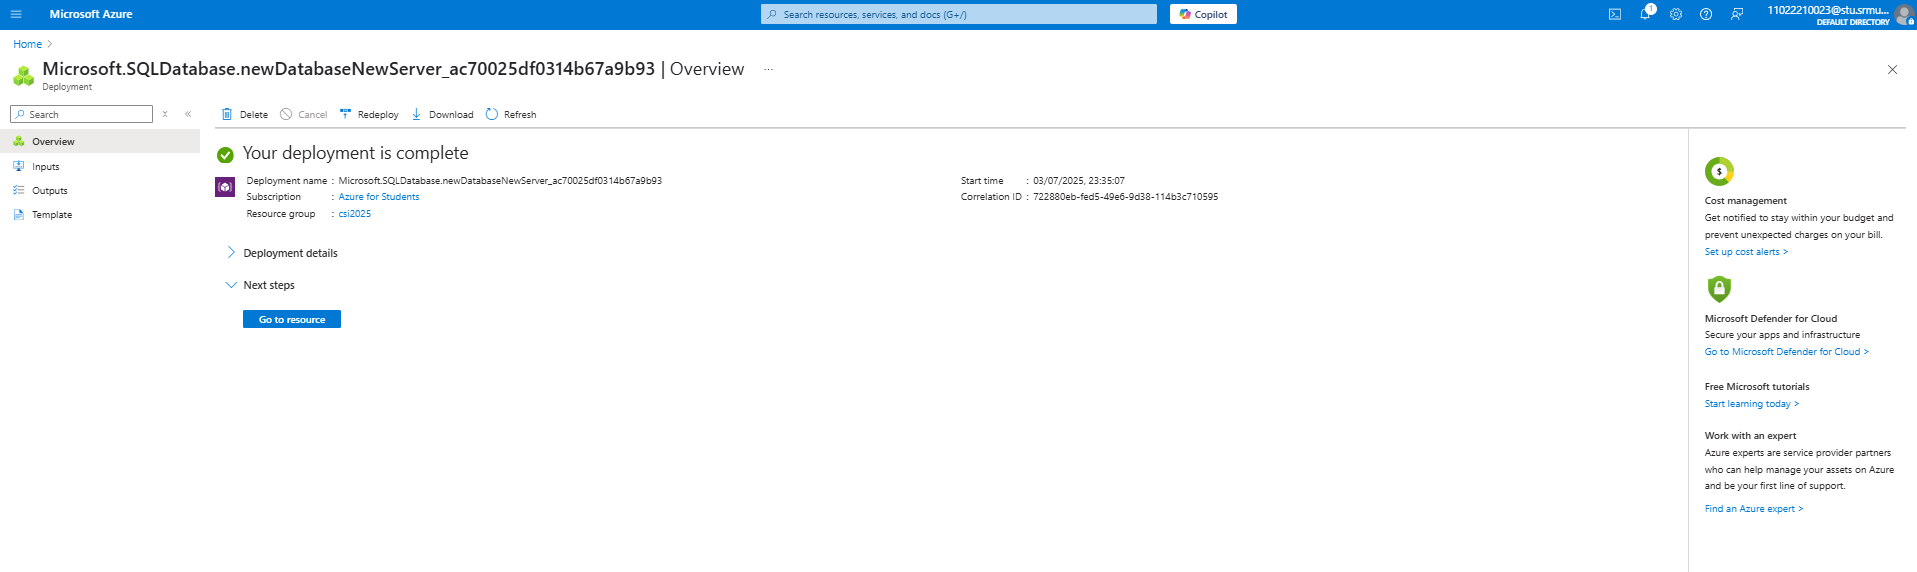 Microsoft Azure
Search resources, services, and docs (G+/)
Copilot
1
11022210023@stu.srmu...
DEFAULT DIRECTORY
Home >
Microsoft.SQLDatabase.newDatabaseNewServer_ac70025df0314b67a9b93 | Overview ...
Deployment
Search
Delete
Cancel
Redeploy
Download
Refresh
Overview
Inputs
Outputs
Template
Your deployment is complete
Deployment name : Microsoft.SQLDatabase.newDatabaseNewServer_ac70025df0314b67a9b93
Subscription : Azure for Students
Resource group : csi2025
Start time : 03/07/2025, 23:35:07
Correlation ID : 722880eb-fed5-49e6-9d38-114b3c710595
Deployment details
Next steps
Go to resource
Cost management
Get notified to stay within your budget and
prevent unexpected charges on your bill.
Set up cost alerts >
Microsoft Defender for Cloud
Secure your apps and infrastructure
Go to Microsoft Defender for Cloud >
Free Microsoft tutorials
Start learning today >
Work with an expert
Azure experts are service provider partners
who can help manage your assets on Azure
and be your first line of support.
Find an Azure expert >